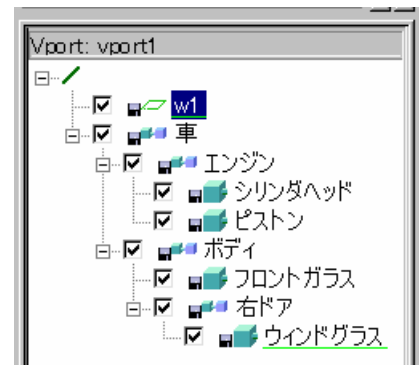 Vport: vport1
w1
車
エンジン
シリンダヘッド
ピストン
ボディ
フロントガラス
右ドア
ウィンドグラス